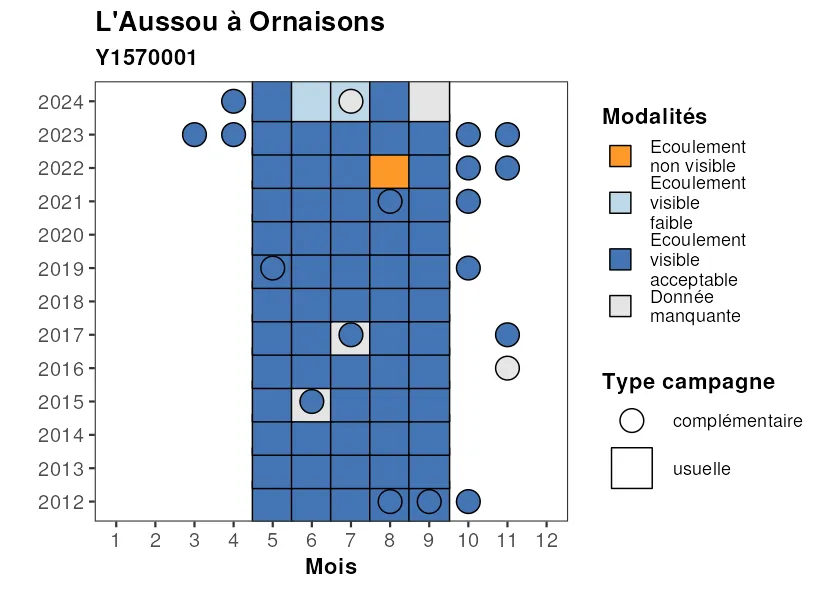 L'Aussou à Ornaisons
Y1570001
2024
2023
2022
2021
2020
2019
2018
2017
2016
2015
2014
2013
2012
1 2 3 4 5 6 7 8 9 10 11 12
Mois
Modalités
Ecoulement
non visible
Ecoulement
visible
faible
Ecoulement
visible
acceptable
Donnée
manquante
Type campagne
complémentaire
usuelle